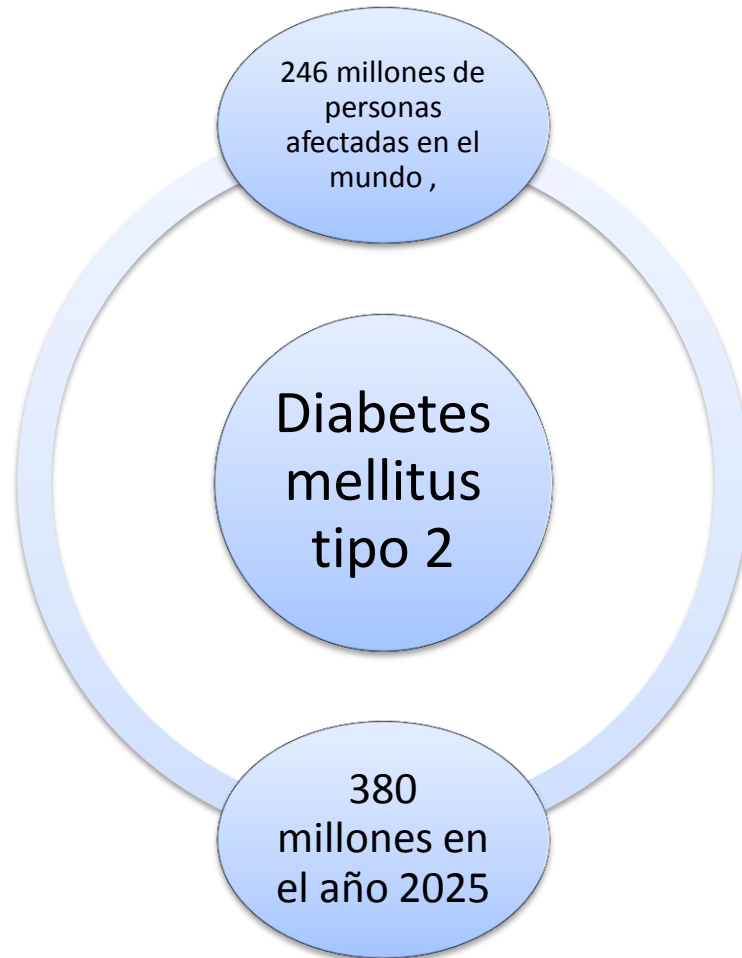 246 millones de
personas
afectadas en el
mundo ,
Diabetes
mellitus
tipo 2
380
millones en
el año 2025